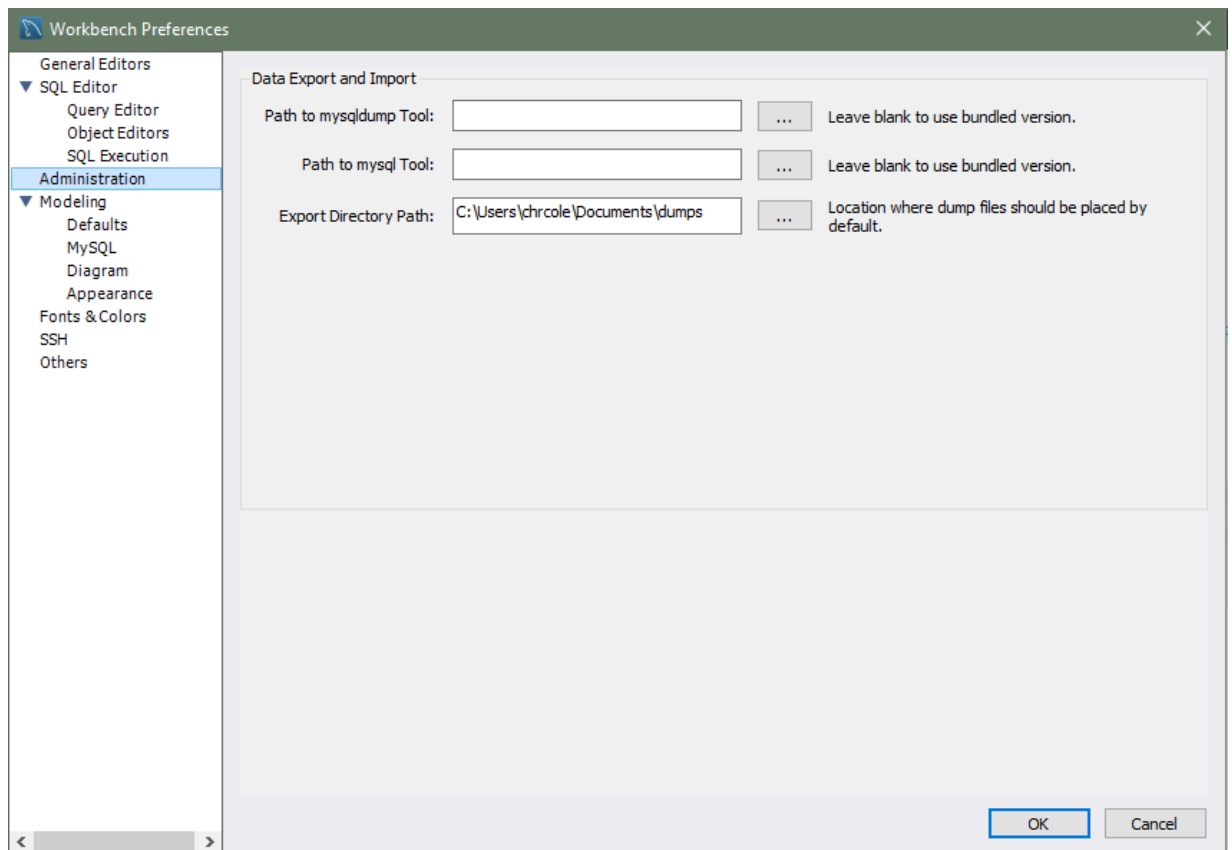 Workbench Preferences
General Editors
SQL Editor
Query Editor
Object Editors
SQL Execution
Administration
Modeling
Defaults
MySQL
Diagram
Appearance
Fonts & Colors
SSH
Others
Data Export and Import
Path to mysqldump Tool:
...
Leave blank to use bundled version.
Path to mysql Tool:
...
Leave blank to use bundled version.
Export Directory Path:
C:\Users\chrcole\Documents\dumps
...
Location where dump files should be placed by
default.
OK
Cancel